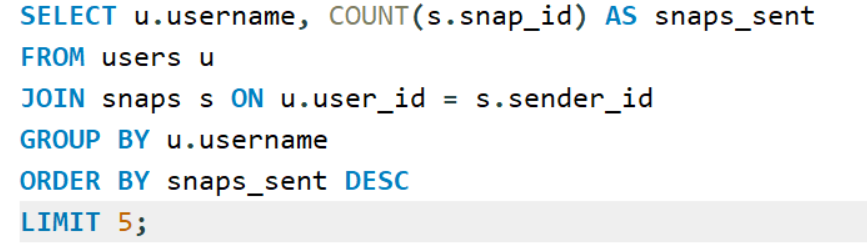 SELECT u.username, COUNT(s.snap_id) AS snaps_sent
FROM users u
JOIN snaps s ON u.user_id = s.sender_id
GROUP BY u.username
ORDER BY snaps_sent DESC
LIMIT 5;